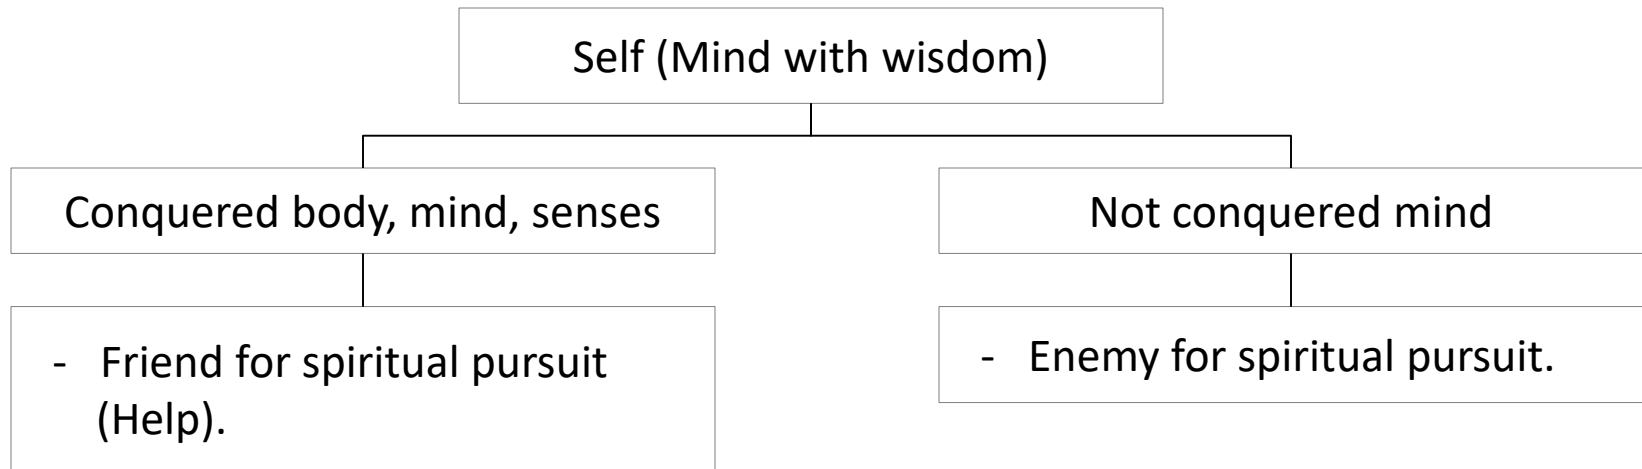 Self (Mind with wisdom)
Conquered body, mind, senses
Not conquered mind
- Friend for spiritual pursuit
(Help).
- Enemy for spiritual pursuit.